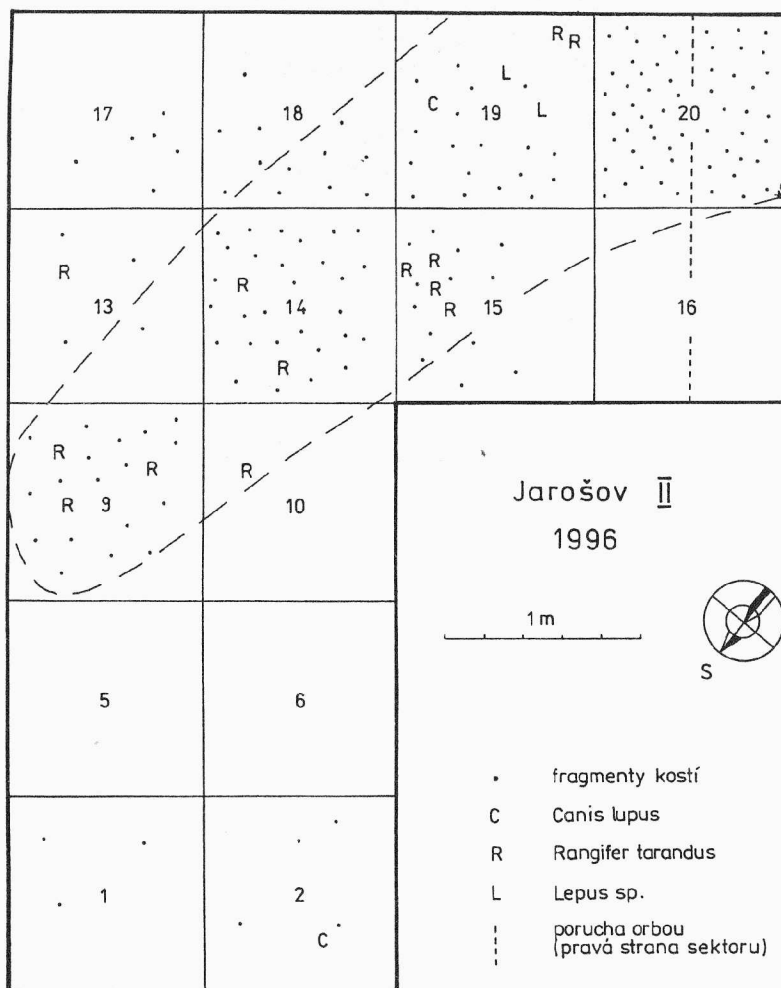 R
R
L
C
L
17
18
19
20
R
R
R
R
R
R
13
14
15
16
R
R
R
R
R
9
10
Jarošov II
1996
1 m
S
5
6
• fragmenty kostí
C Canis lupus
R Rangifer tarandus
L Lepus sp.
porucha orbou
(pravá strana sektoru)
1
2
C